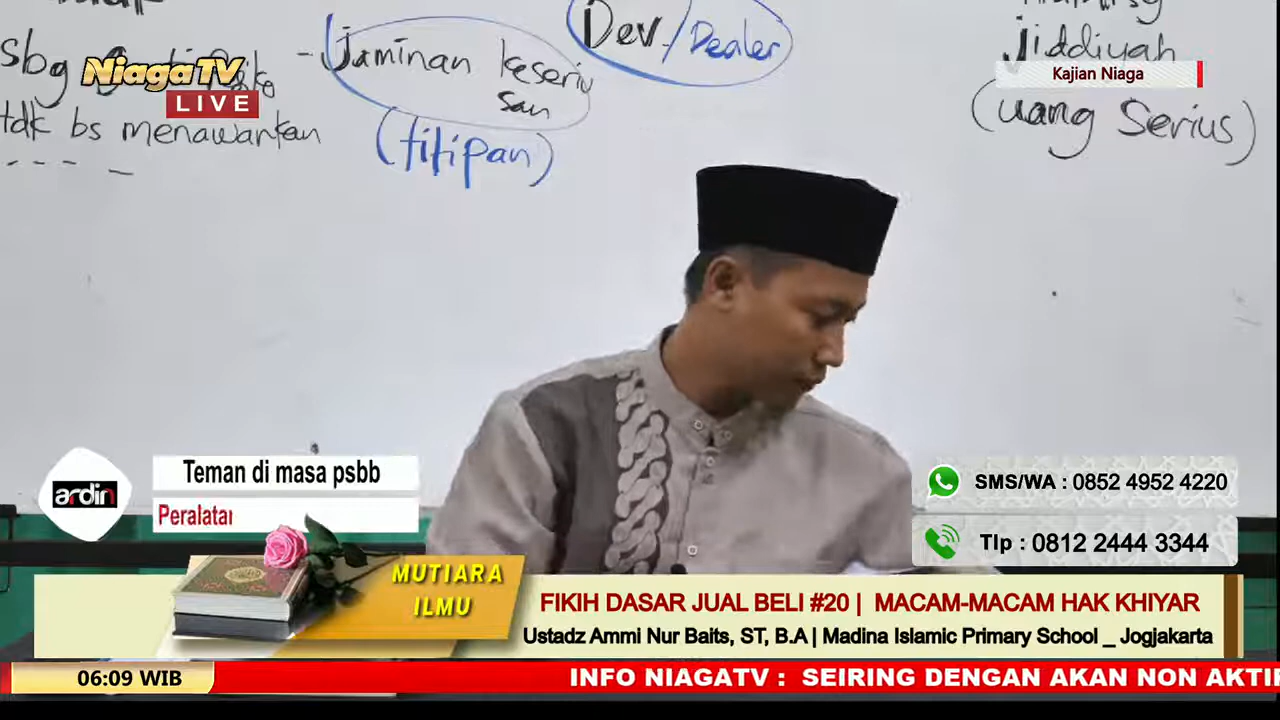 sbg
tdk bs menawarkan
- Jaminan keseriu
san
(titipan)
Dev./Dealer
jiddiyah
(uang Serius)
NiagaTV
LIVE
Kajian Niaga
ardin
Teman di masa psbb
Peralatan
SMS/WA : 0852 4952 4220
Tlp : 0812 2444 3344
MUTIARA
ILMU
FIKIH DASAR JUAL BELI #20 | MACAM-MACAM HAK KHIYAR
Ustadz Ammi Nur Baits, ST, B.A | Madina Islamic Primary School _ Jogjakarta
06:09 WIB
INFO NIAGATV : SEIRING DENGAN AKAN NON AKTIF